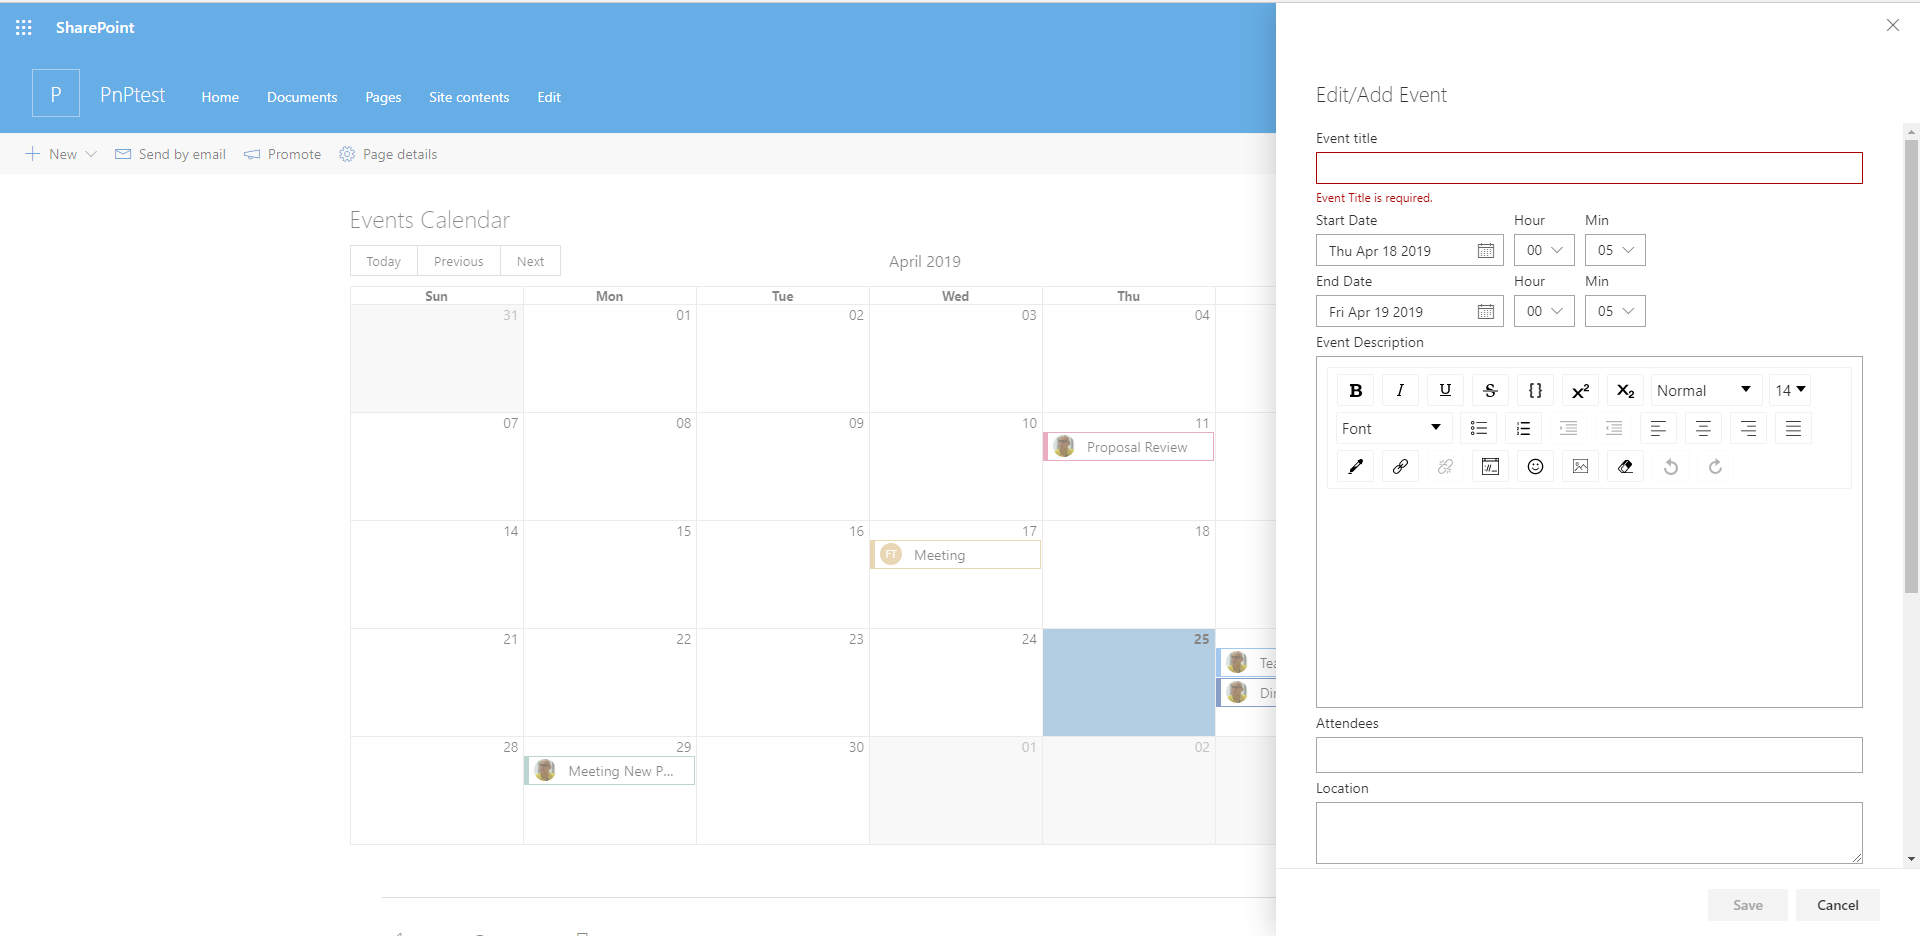 SharePoint
P PnPtest Home Documents Pages Site contents Edit
New Send by email Promote Page details
Events Calendar
Today Previous Next April 2019
Sun Mon Tue Wed Thu
31 01 02 03 04
07 08 09 10 11
Proposal Review
14 15 16 17 18
FT Meeting
21 22 23 24 25
Tea
Dir
28 29 30 01 02
Meeting New P...
Edit/Add Event
Event title
Event Title is required.
Start Date Hour Min
Thu Apr 18 2019 00 05
End Date Hour Min
Fri Apr 19 2019 00 05
Event Description
B I U S {} X² X₂ Normal 14
Font
Attendees
Location
Save Cancel